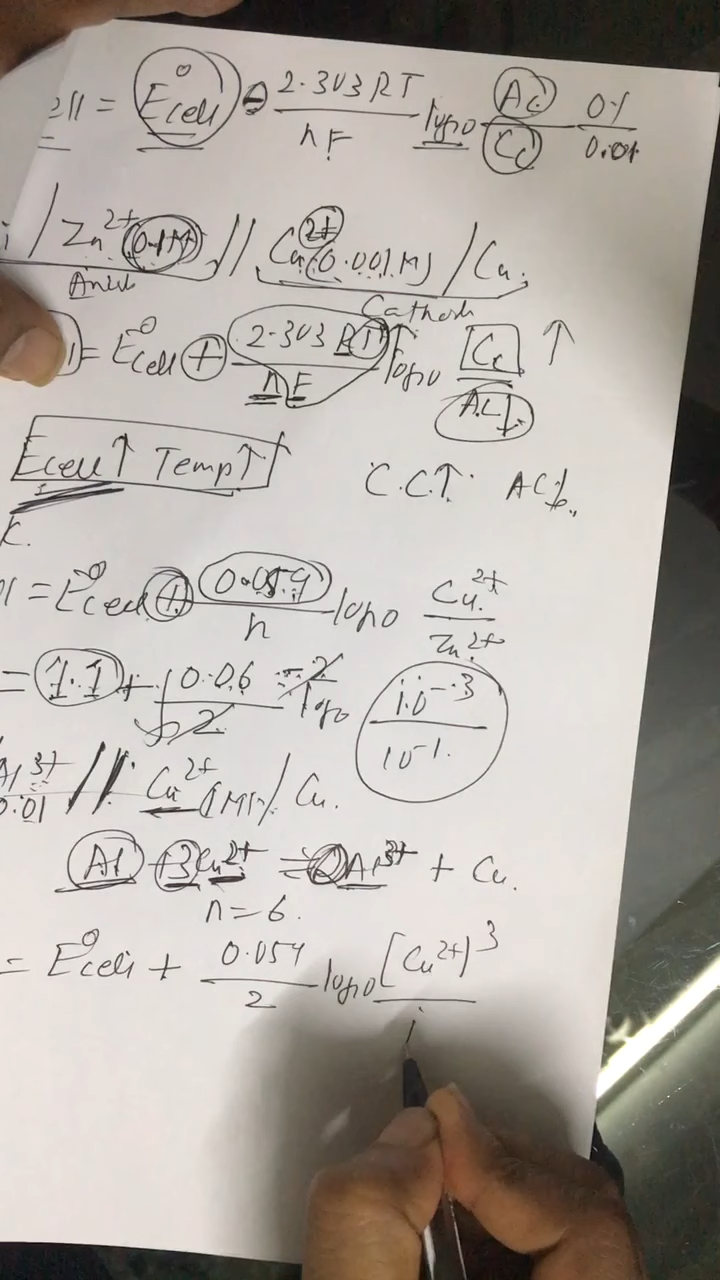 ell = E°cell ⊖ 2.303RT/nF log10 Ac/Cc 0.1/0.01
/ Zn2+ (0.1M) // Cu2+ (0.001M) / Cu.
Anode Cathode
= E°cell + 2.303 RT/nF log10 [Cc]/AC↓ ↑
Ecell↑ Temp↑ C.C↑. AC↓
K.
= E°cell + 0.059/n log10 Cu2+/Zn2+
= 1.1 + 0.06/2 log10 10-3/10-1.
Al3+ 0.01 // Cu2+ (1M) / Cu.
Al + 3Cu2+ = 2Al3+ + Cu.
n = 6.
= E°cell + 0.059/2 log10 [Cu2+]3